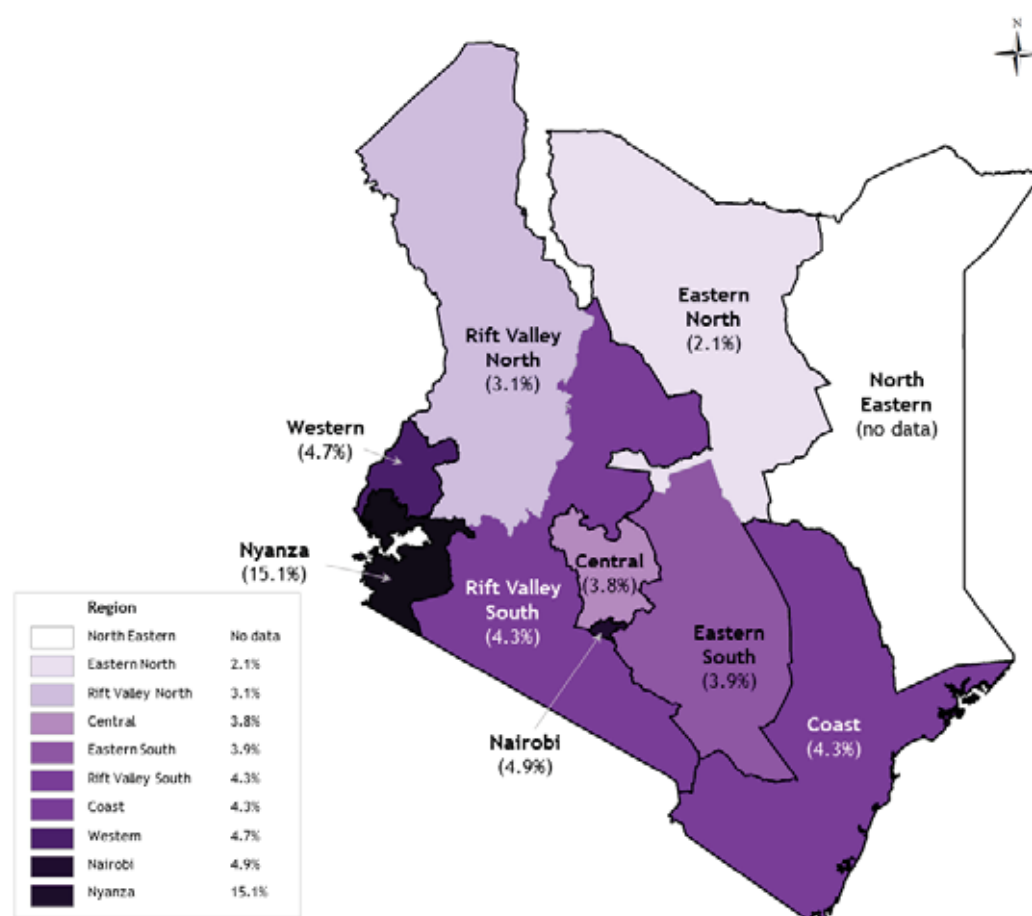 N
Eastern
North
(2.1%)
Rift Valley
North
(3.1%)
North
Eastern
(no data)
Western
(4.7%)
Nyanza
(15.1%)
Central
(3.8%)
Rift Valley
South
(4.3%)
Eastern
South
(3.9%)
Nairobi
(4.9%)
Coast
(4.3%)
Region
North Eastern No data
Eastern North 2.1%
Rift Valley North 3.1%
Central 3.8%
Eastern South 3.9%
Rift Valley South 4.3%
Coast 4.3%
Western 4.7%
Nairobi 4.9%
Nyanza 15.1%